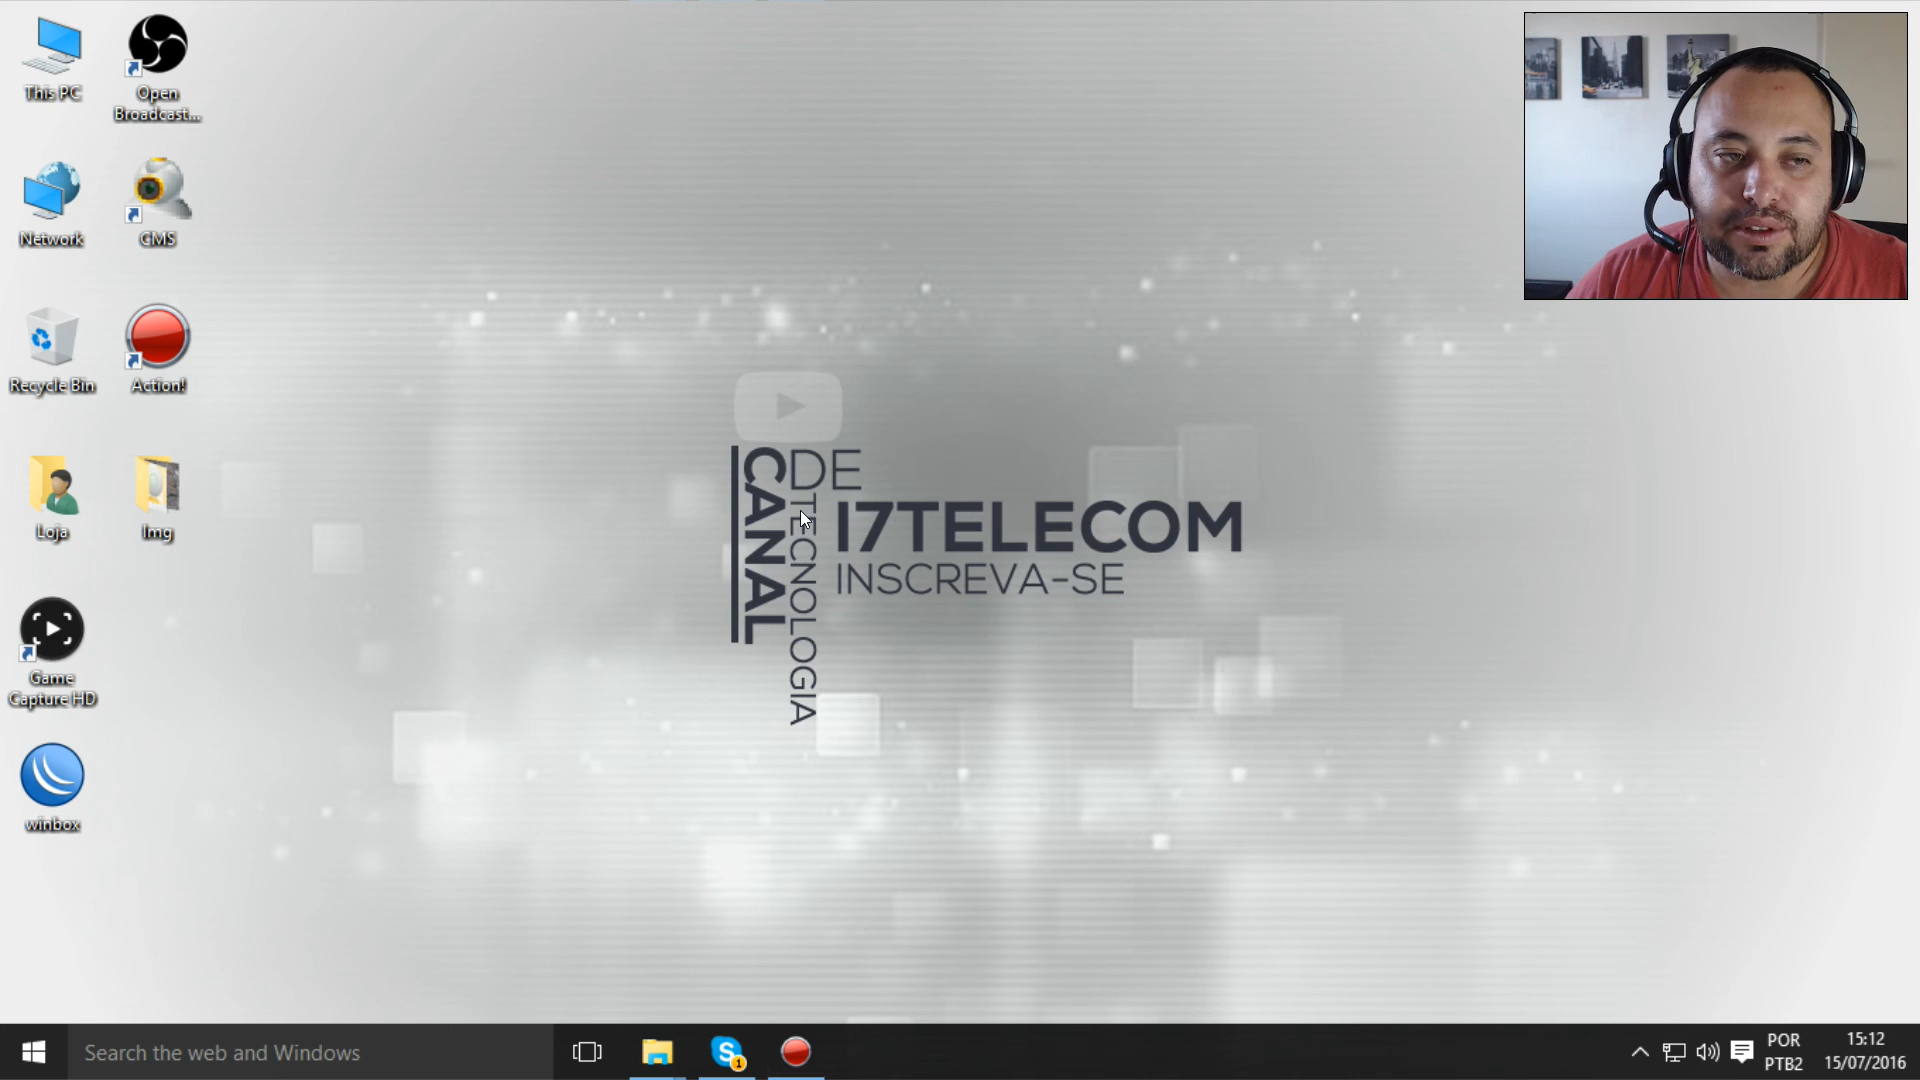 This PC
Open
Broadcast...
Network
CMS
Recycle Bin
Action!
Loja
Img
Game
Capture HD
winbox
CANAL
DE
TECNOLOGIA
I7TELECOM
INSCREVA-SE
Search the web and Windows
S
1
POR
PTB2
15:12
15/07/2016